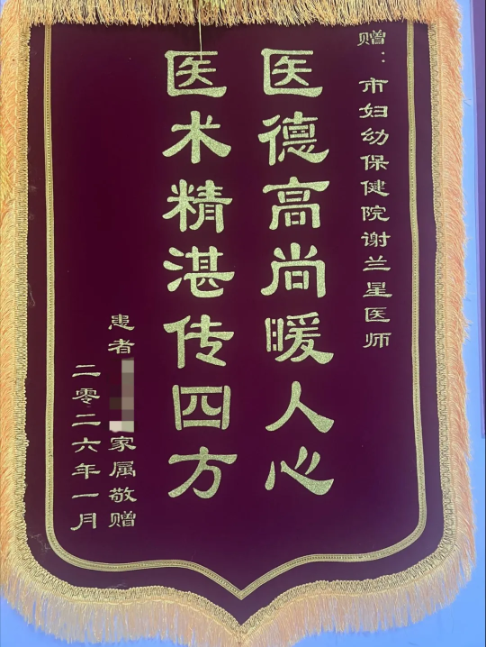 赠：市妇幼保健院谢兰星医师
医德高尚暖人心
医术精湛传四方
患者家属敬赠
二零二六年一月